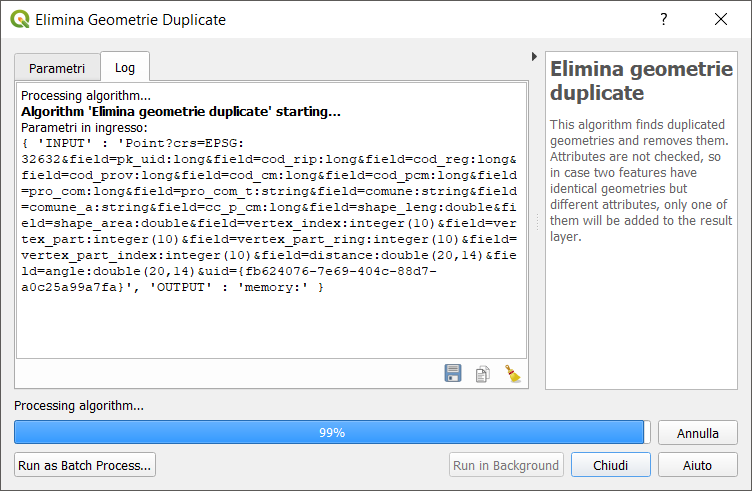 Elimina Geometrie Duplicate
?
Parametri
Log
Processing algorithm...
Algorithm 'Elimina geometrie duplicate' starting...
Parametri in ingresso:
{ 'INPUT' : 'Point?crs=EPSG:
32632&field=pk_uid:long&field=cod_rip:long&field=cod_reg:long&
field=cod_prov:long&field=cod_cm:long&field=cod_pcm:long&field
=pro_com:long&field=pro_com_t:string&field=comune:string&field
=comune_a:string&field=cc_p_cm:long&field=shape_leng:double&fi
eld=shape_area:double&field=vertex_index:integer(10)&field=ver
tex_part:integer(10)&field=vertex_part_ring:integer(10)&field=
vertex_part_index:integer(10)&field=distance:double(20,14)&fie
ld=angle:double(20,14)&uid={fb624076-7e69-404c-88d7-
a0c25a99a7fa}', 'OUTPUT' : 'memory:' }
Elimina geometrie
duplicate
This algorithm finds duplicated
geometries and removes them.
Attributes are not checked, so
in case two features have
identical geometries but
different attributes, only one of
them will be added to the result
layer.
Processing algorithm...
99%
Annulla
Run as Batch Process...
Run in Background
Chiudi
Aiuto